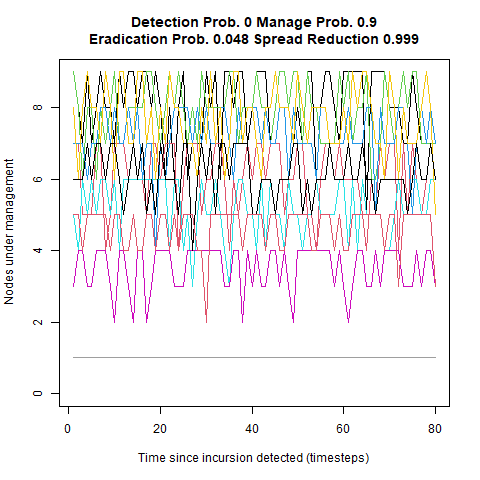 Detection Prob. 0 Manage Prob. 0.9
Eradication Prob. 0.048 Spread Reduction 0.999
Nodes under management
8
6
4
2
0
0
20
40
60
80
Time since incursion detected (timesteps)